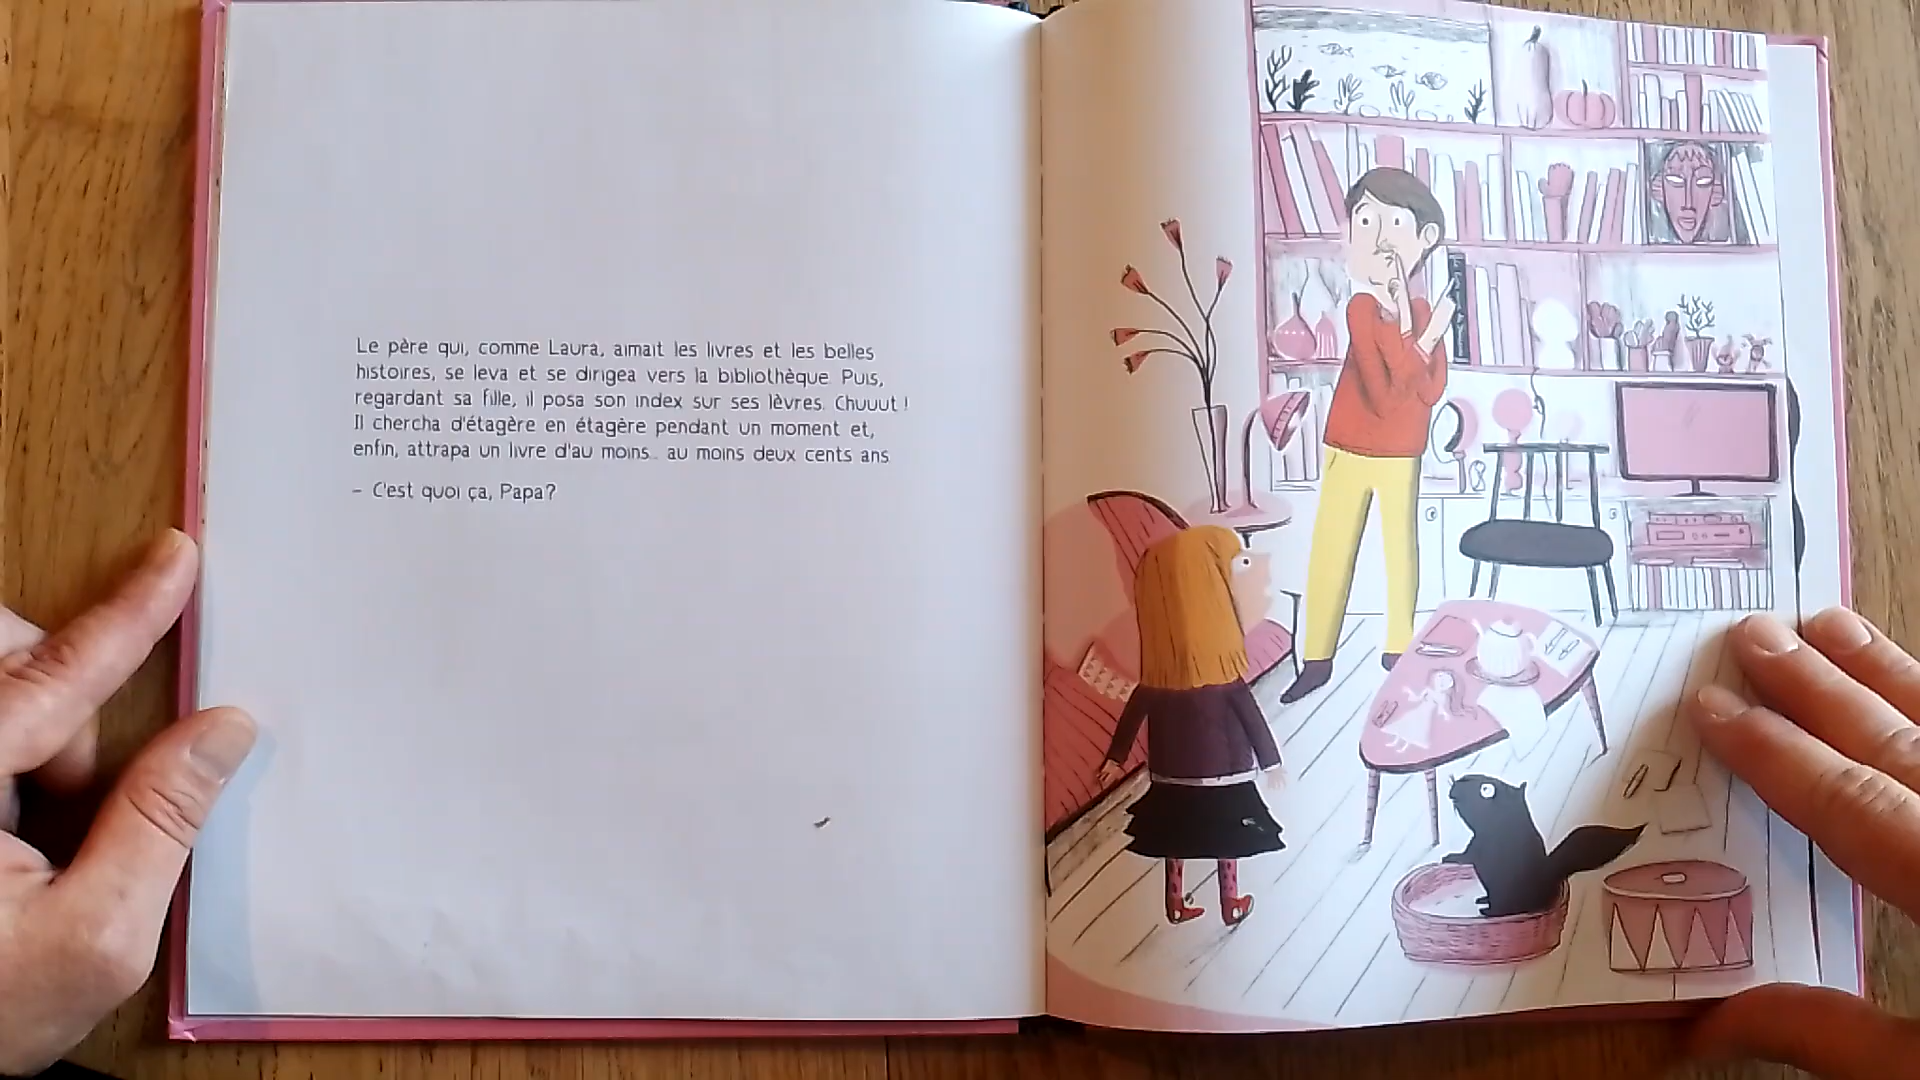 Le père qui, comme Laura, aimait les livres et les belles
histoires, se leva et se dirigea vers la bibliothèque. Puis,
regardant sa fille, il posa son index sur ses lèvres. Chuuut !
Il chercha d'étagère en étagère pendant un moment et,
enfin, attrapa un livre d'au moins... au moins deux cents ans.
– C'est quoi ça, Papa?